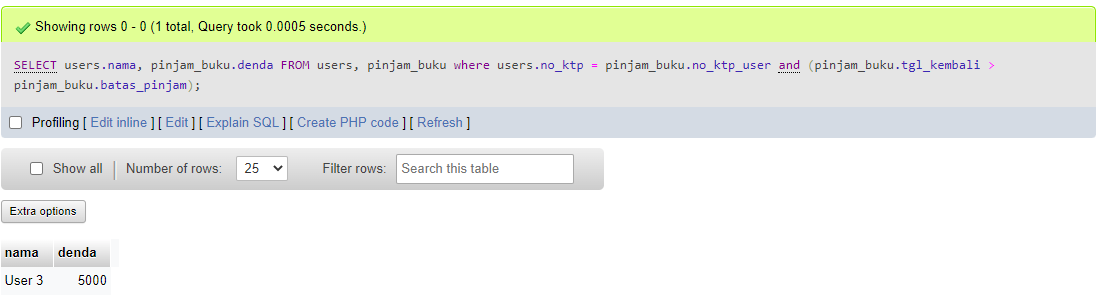 Showing rows 0 - 0 (1 total, Query took 0.0005 seconds.)
SELECT users.nama, pinjam_buku.denda FROM users, pinjam_buku where users.no_ktp = pinjam_buku.no_ktp_user and (pinjam_buku.tgl_kembali >
pinjam_buku.batas_pinjam);
Profiling [ Edit inline ] [ Edit ] [ Explain SQL ] [ Create PHP code ] [ Refresh ]
Show all Number of rows: 25 Filter rows: Search this table
Extra options
nama denda
User 3 5000